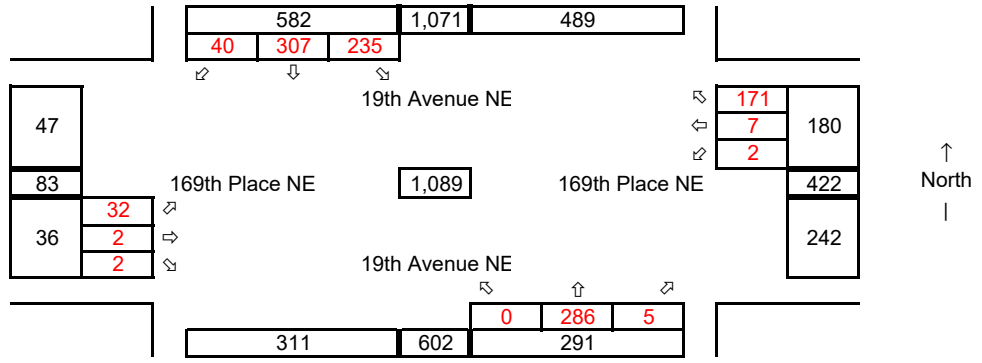 582 1,071 489
40 307 235
19th Avenue NE
171
47 7 180
2
↑
83 169th Place NE 1,089 169th Place NE 422 North
32 |
36 2 242
2
19th Avenue NE
0 286 5
311 602 291